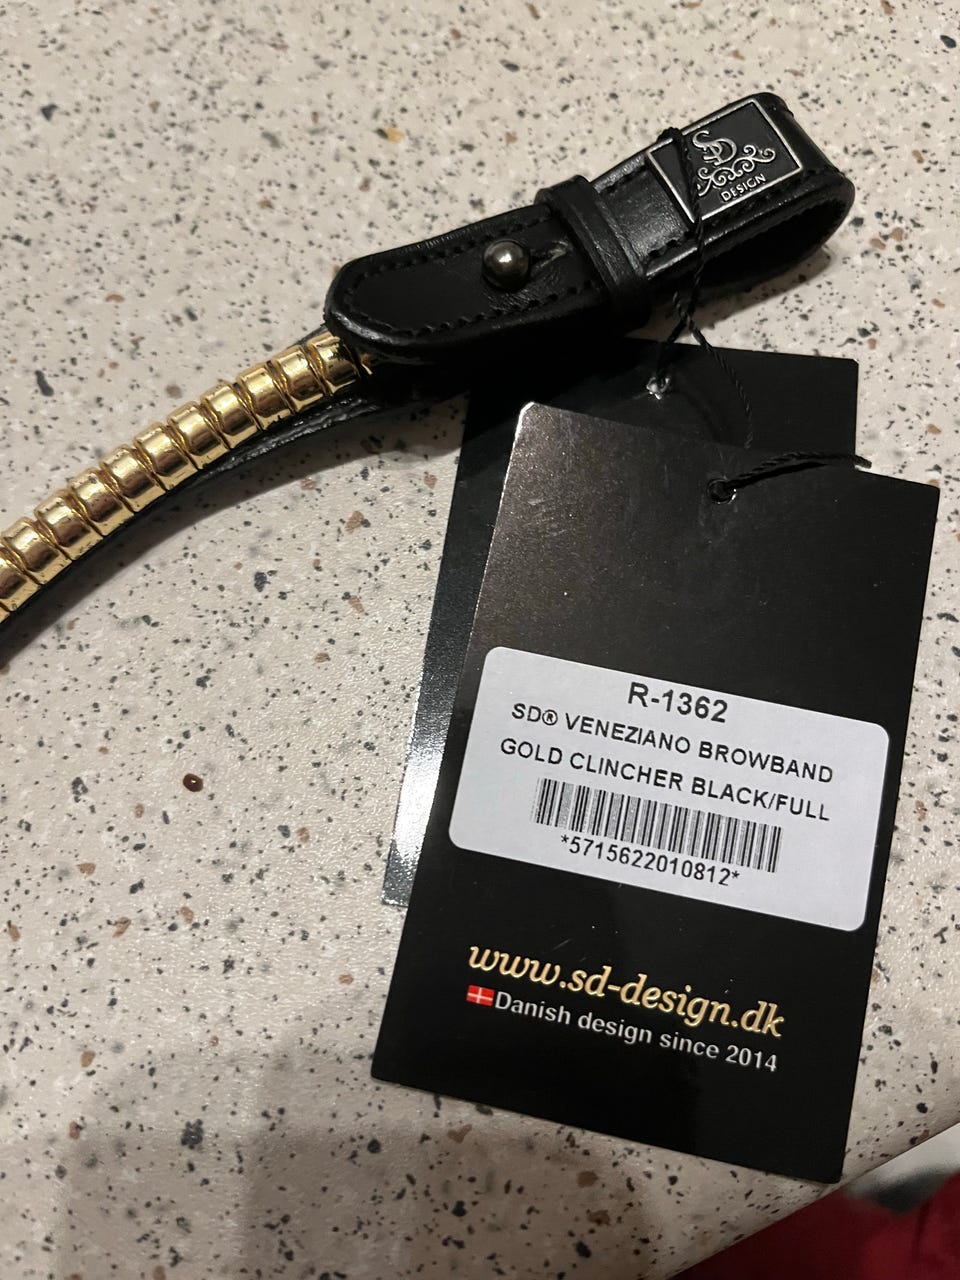 SD
DESIGN
R-1362
SD® VENEZIANO BROWBAND
GOLD CLINCHER BLACK/FULL
*5715622010812*
www.sd-design.dk
Danish design since 2014